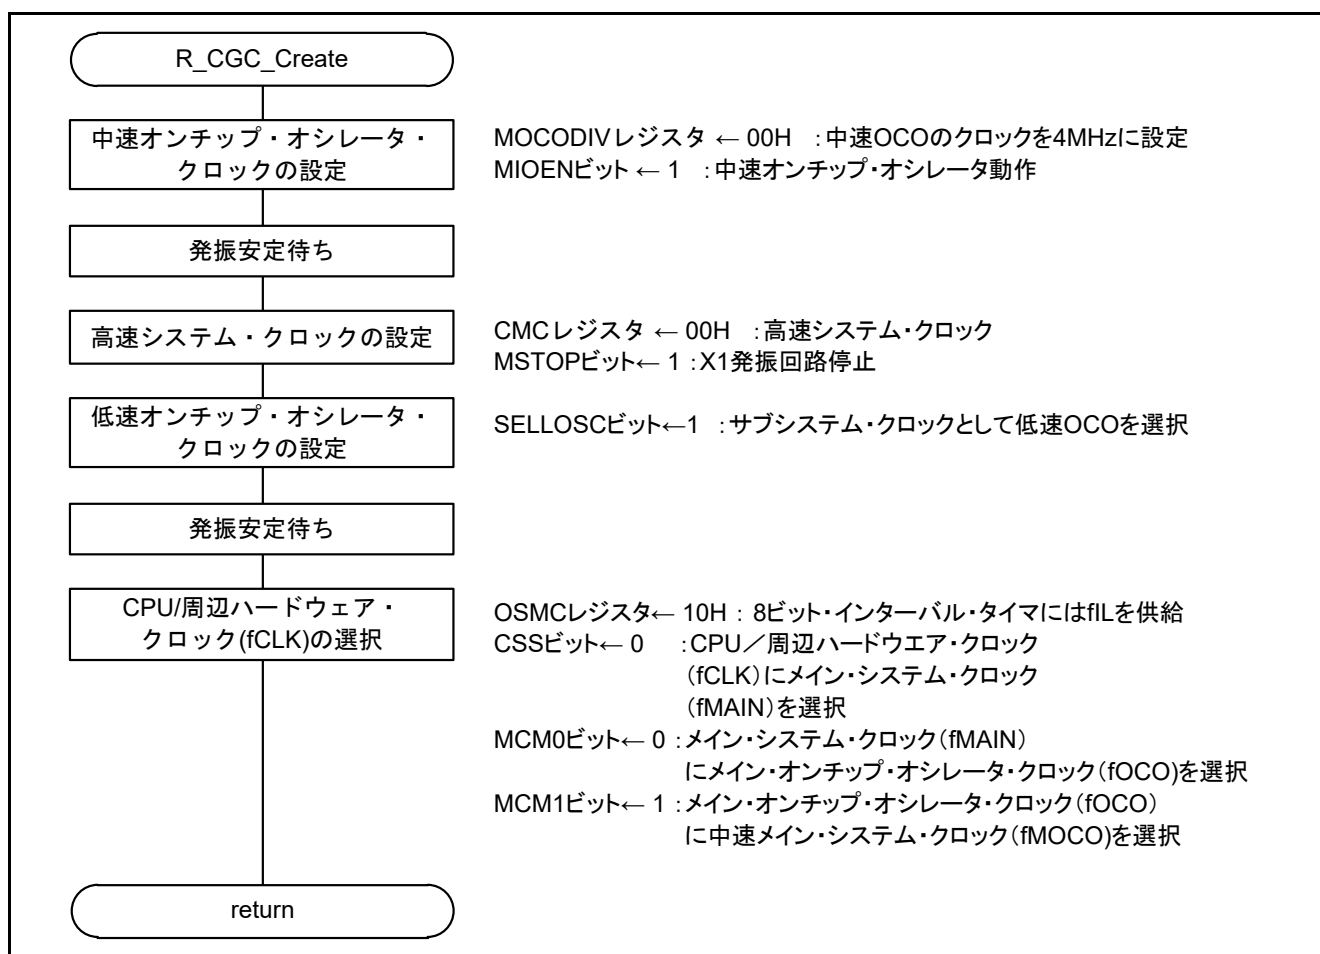 R_CGC_Create
中速オンチップ・オシレータ・
クロックの設定
MOCODIVレジスタ ← 00H :中速OCOのクロックを4MHzに設定
MIOENビット ← 1 :中速オンチップ・オシレータ動作
発振安定待ち
高速システム・クロックの設定
CMCレジスタ ← 00H :高速システム・クロック
MSTOPビット← 1 :X1発振回路停止
低速オンチップ・オシレータ・
クロックの設定
SELLOSCビット←1 :サブシステム・クロックとして低速OCOを選択
発振安定待ち
CPU/周辺ハードウェア・
クロック(fCLK)の選択
OSMCレジスタ← 10H : 8ビット・インターバル・タイマにはfILを供給
CSSビット← 0 :CPU/周辺ハードウエア・クロック
(fCLK)にメイン・システム・クロック
(fMAIN)を選択
MCM0ビット← 0 :メイン・システム・クロック(fMAIN)
にメイン・オンチップ・オシレータ・クロック(fOCO)を選択
MCM1ビット← 1 :メイン・オンチップ・オシレータ・クロック(fOCO)
に中速メイン・システム・クロック(fMOCO)を選択
return